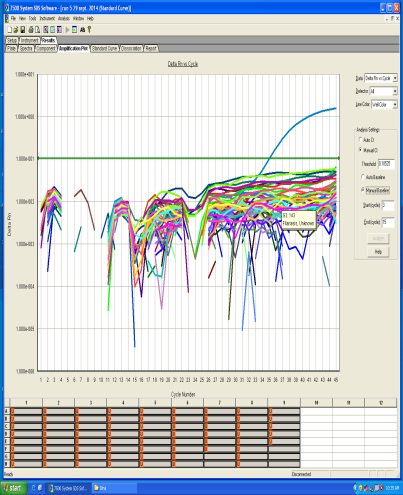 7500 System SDS Software - [run 5 29 sept. 2014 (Standard Curve)]
File View Tools Instrument Analysis Window Help
Setup Instrument Results
Plate Spectra Component Amplification Plot Standard Curve Dissociation Report
Delta Rn vs Cycle
Data: Delta Rn vs Cycle
Detector: All
Line Color: Well Color
Analysis Settings
Auto Ct
Manual Ct
Threshold:
Auto Baseline
Manual Baseline
Start (cycle): 3
End (cycle): 15
Analyze
Help
Delta Rn
1.000e+001
1.000e+000
1.000e-001
1.000e-002
1.000e-003
1.000e-004
1.000e-005
1.000e-006
Unknown
1 2 3 4 5 6 7 8 9 10 11 12 13 14 15 16 17 18 19 20 21 22 23 24 25 26 27 28 29 30 31 32 33 34 35 36 37 38 39 40 41 42 43 44 45
Cycle Number
1 2 3 4 5 6 7 8 9 10 11 12
A
B
C
D
E
F
G
H
Ready
Disconnected
start
7500 System SDS Sof...
10:35 AM